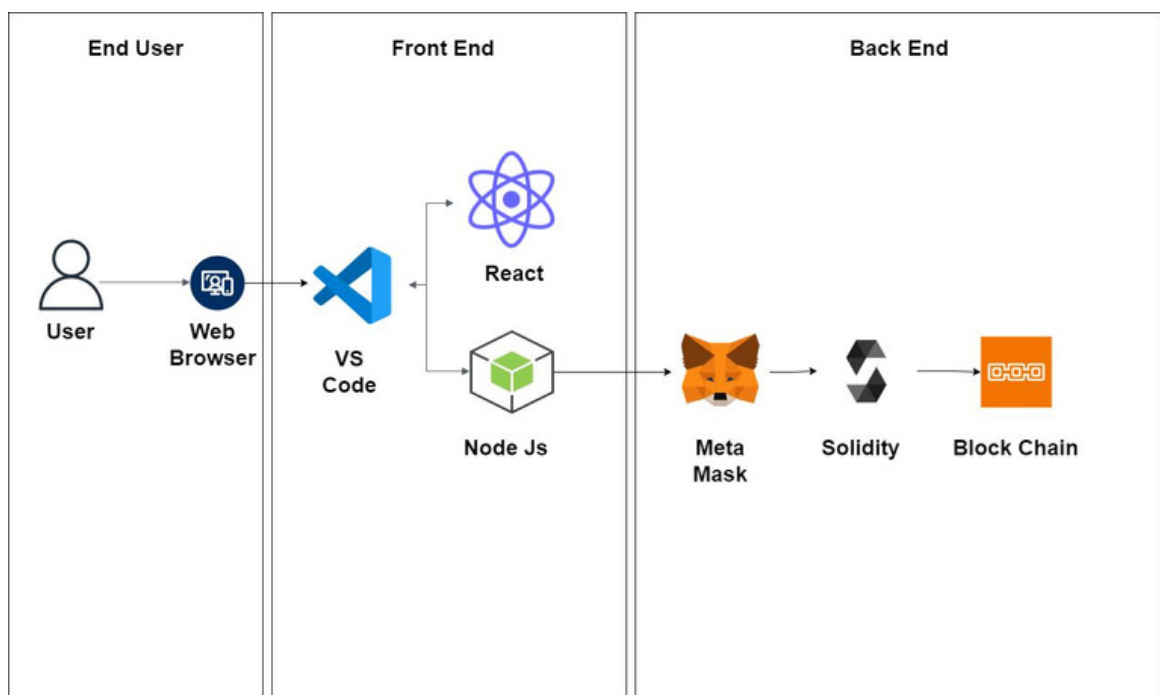 End User
Front End
Back End
React
User
Web
Browser
VS
Code
Node Js
Meta
Mask
Solidity
Block Chain